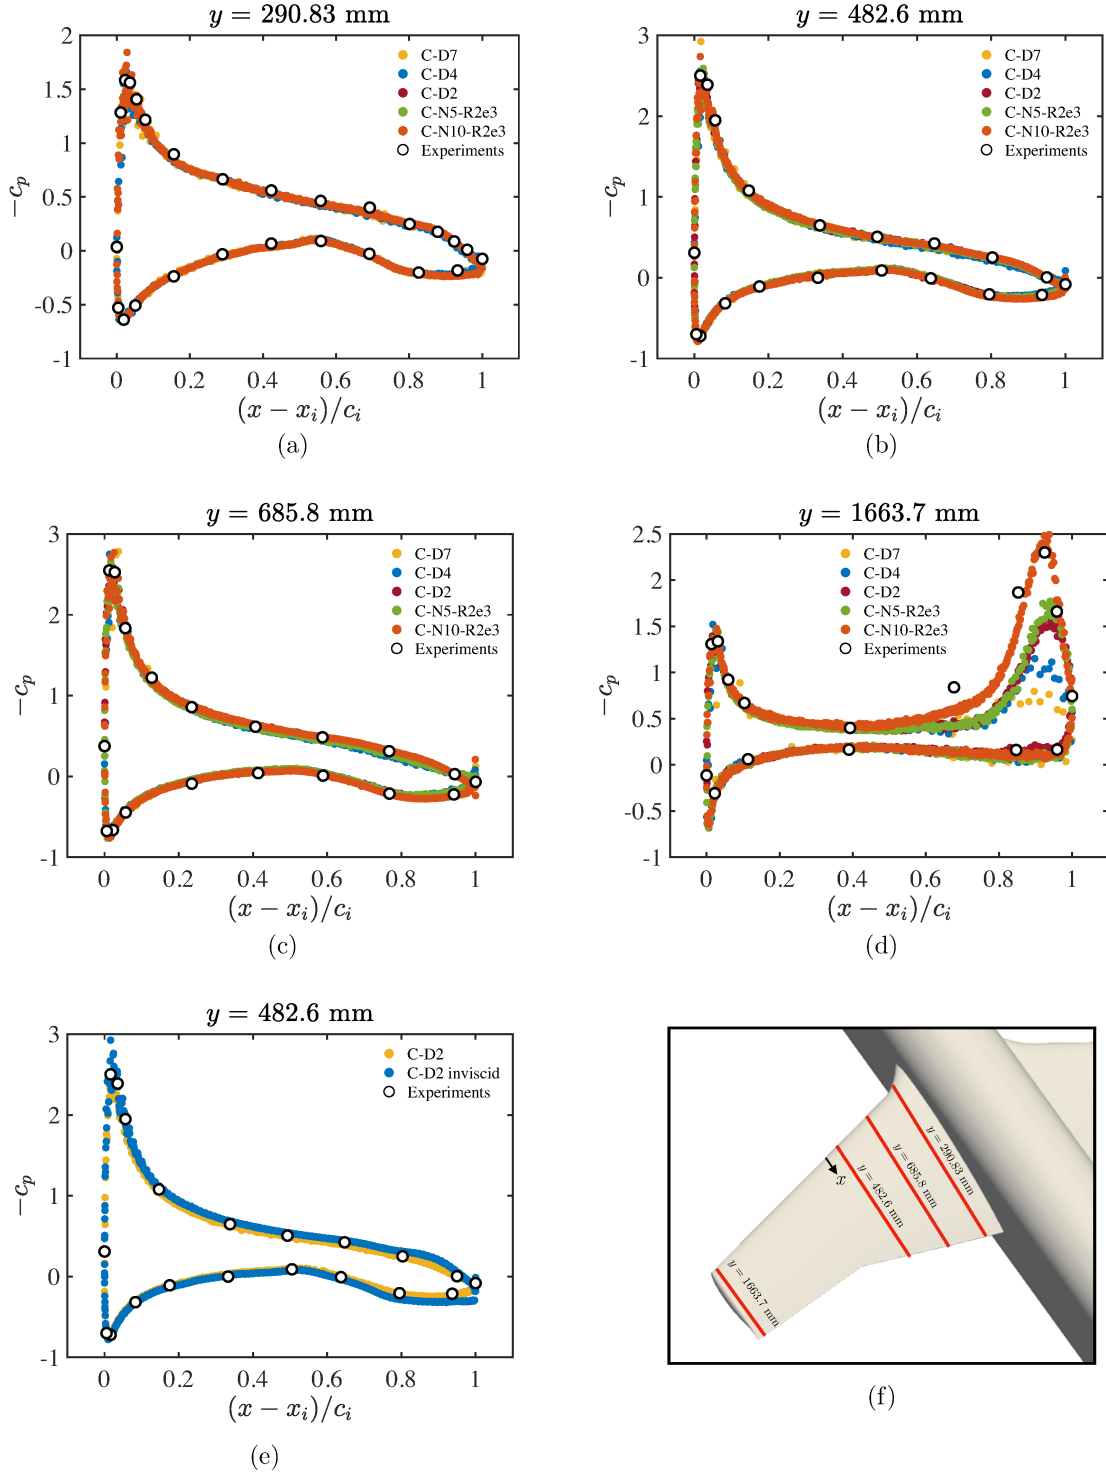 y = 290.83 mm
2
1.5
1
0.5
0
-0.5
-1
−c_p
C-D7
C-D4
C-D2
C-N5-R2e3
C-N10-R2e3
Experiments
0 0.2 0.4 0.6 0.8 1
(x − x_i)/c_i
(a)
y = 482.6 mm
3
2
1
0
-1
−c_p
C-D7
C-D4
C-D2
C-N5-R2e3
C-N10-R2e3
Experiments
0 0.2 0.4 0.6 0.8 1
(x − x_i)/c_i
(b)
y = 685.8 mm
3
2
1
0
-1
−c_p
C-D7
C-D4
C-D2
C-N5-R2e3
C-N10-R2e3
Experiments
0 0.2 0.4 0.6 0.8 1
(x − x_i)/c_i
(c)
y = 1663.7 mm
2.5
2
1.5
1
0.5
0
-0.5
-1
−c_p
C-D7
C-D4
C-D2
C-N5-R2e3
C-N10-R2e3
Experiments
0 0.2 0.4 0.6 0.8 1
(x − x_i)/c_i
(d)
y = 482.6 mm
3
2
1
0
-1
−c_p
C-D2
C-D2 inviscid
Experiments
0 0.2 0.4 0.6 0.8 1
(x − x_i)/c_i
(e)
y = 290.83 mm
y = 685.8 mm
y = 482.6 mm
x
y = 1663.7 mm
(f)